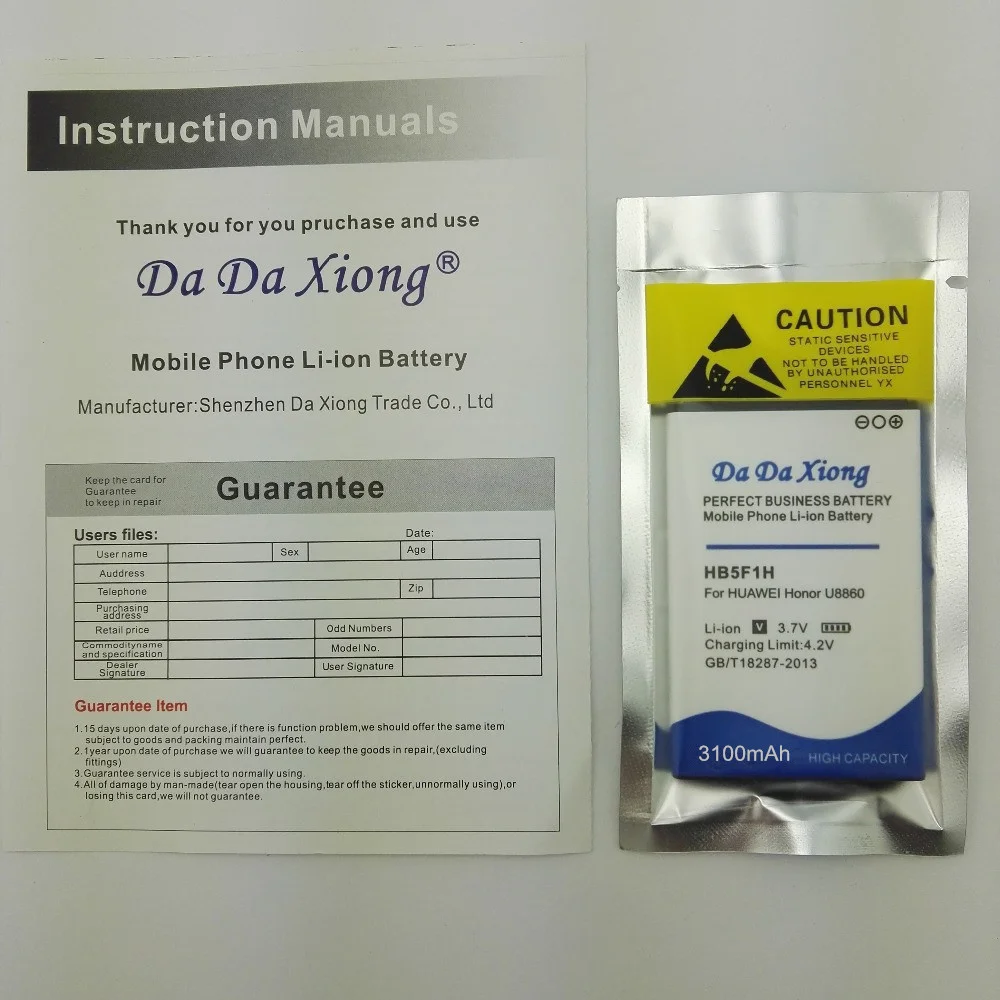 Instruction Manuals
Thank you for you pruchase and use
Da Da Xiong®
Mobile Phone Li-ion Battery
Manufacturer:Shenzhen Da Xiong Trade Co., Ltd
Keep the card for
Guarantee
to keep in repair
Guarantee
Users files:
Date:
User name
Sex
Age
Auddress
Telephone
Zip
Purchasing
address
Retail price
Odd Numbers
Commodityname
and specification
Model No.
Dealer
Signature
User Signature
Guarantee Item
1.15 days upon date of purchase,if there is function problem,we should offer the same item
subject to goods and packing maintain perfect.
2.1year upon date of purchase we will guarantee to keep the goods in repair,(excluding
fittings)
3.Guarantee service is subject to normally using.
4.All of damage by man-made(tear open the housing,tear off the sticker,unnormally using),or
losing this card,we will not guarantee.
CAUTION
STATIC SENSITIVE
DEVICES
NOT TO BE HANDLED
BY UNAUTHORISED
PERSONNEL YX
Da Da Xiong
PERFECT BUSINESS BATTERY
Mobile Phone Li-ion Battery
HB5F1H
For HUAWEI Honor U8860
Li-ion V 3.7V
Charging Limit:4.2V
GB/T18287-2013
3100mAh HIGH CAPACITY